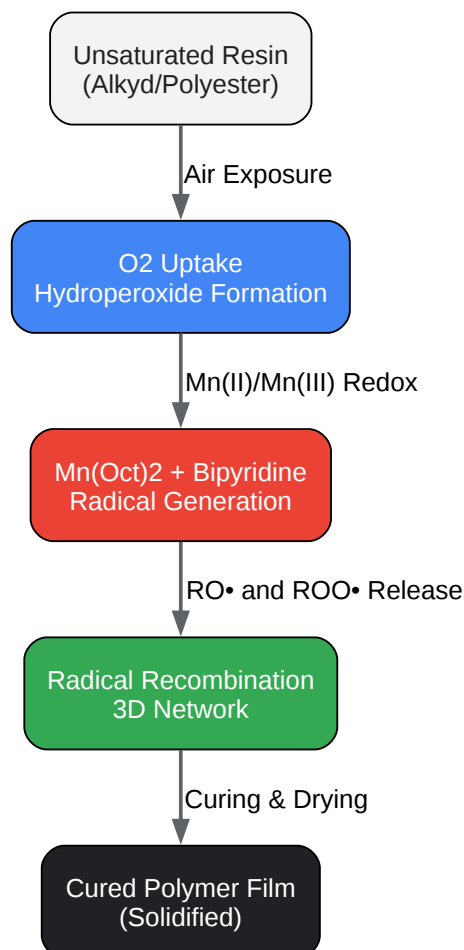 Unsaturated Resin
(Alkyd/Polyester)
Air Exposure
O2 Uptake
Hydroperoxide Formation
Mn(II)/Mn(III) Redox
Mn(Oct)2 + Bipyridine
Radical Generation
RO• and ROO• Release
Radical Recombination
3D Network
Curing & Drying
Cured Polymer Film
(Solidified)